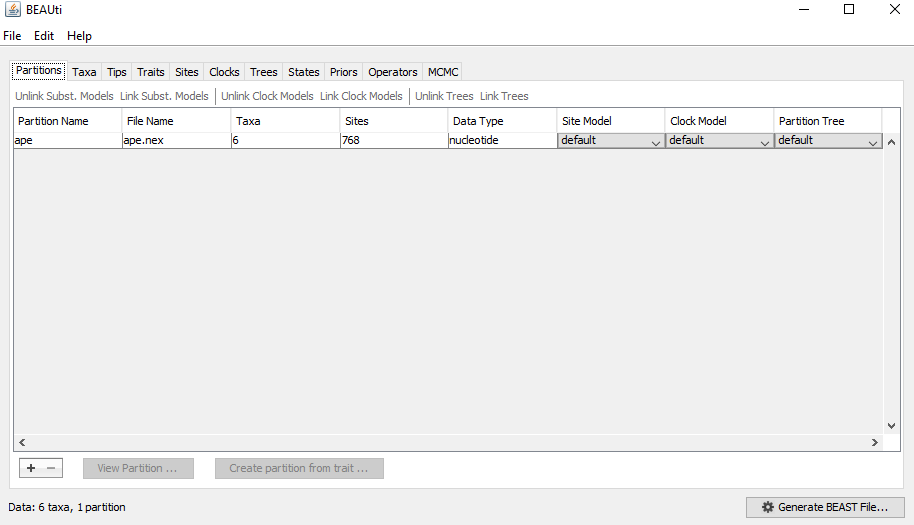 BEAUti
File Edit Help
Partitions Taxa Tips Traits Sites Clocks Trees States Priors Operators MCMC
Unlink Subst. Models Link Subst. Models Unlink Clock Models Link Clock Models Unlink Trees Link Trees
Partition Name File Name Taxa Sites Data Type Site Model Clock Model Partition Tree
ape ape.nex 6 768 nucleotide default default default
+ − View Partition ... Create partition from trait ...
Data: 6 taxa, 1 partition Generate BEAST File...